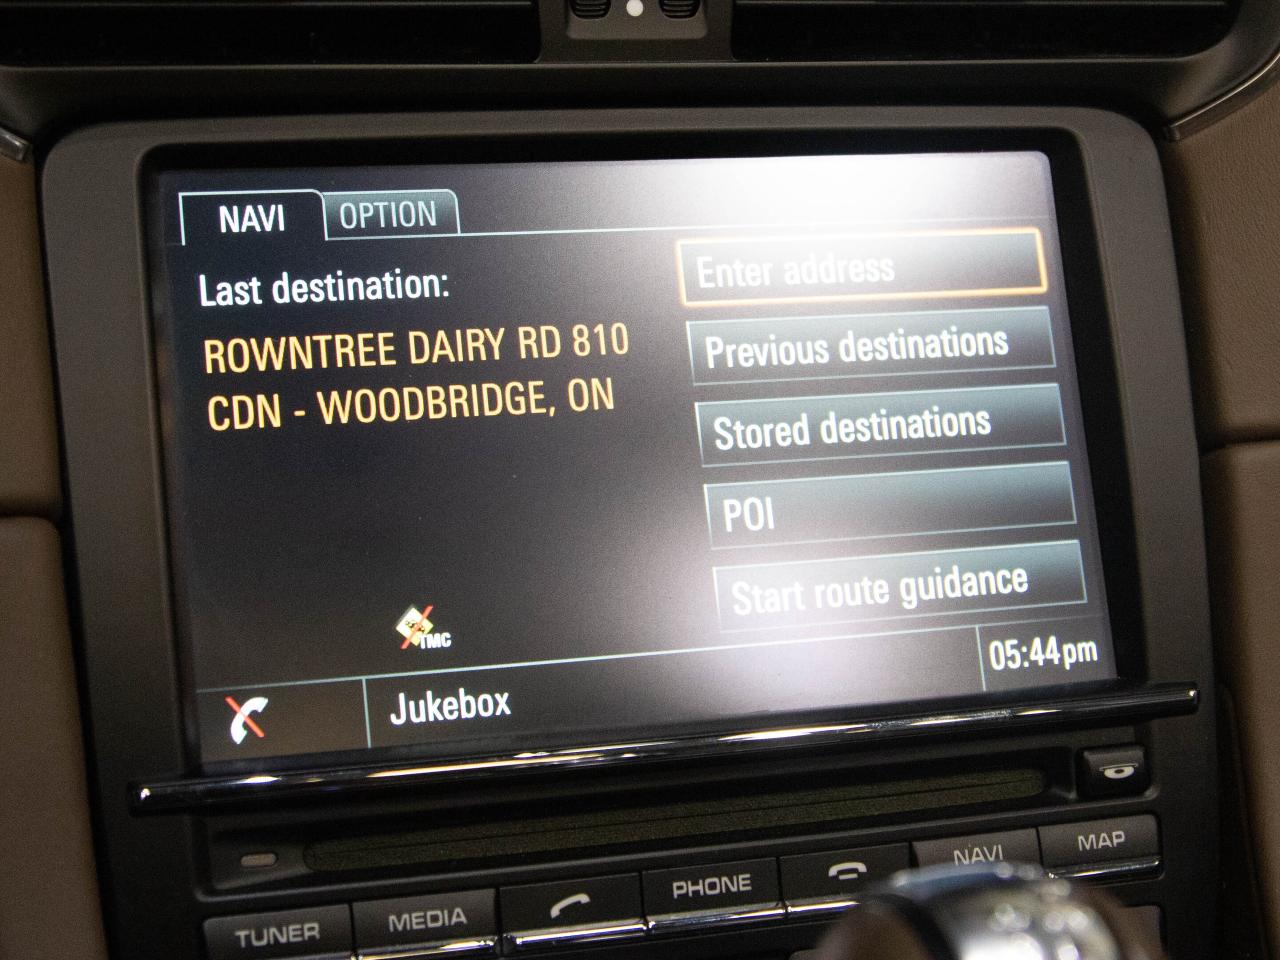 NAVI OPTION
Last destination:
ROWNTREE DAIRY RD 810
CDN - WOODBRIDGE, ON
Enter address
Previous destinations
Stored destinations
POI
Start route guidance
TMC
Jukebox
05:44pm
TUNER MEDIA PHONE NAVI MAP